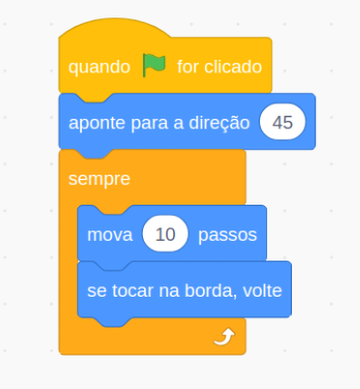 quando for clicado
aponte para a direção 45
sempre
mova 10 passos
se tocar na borda, volte